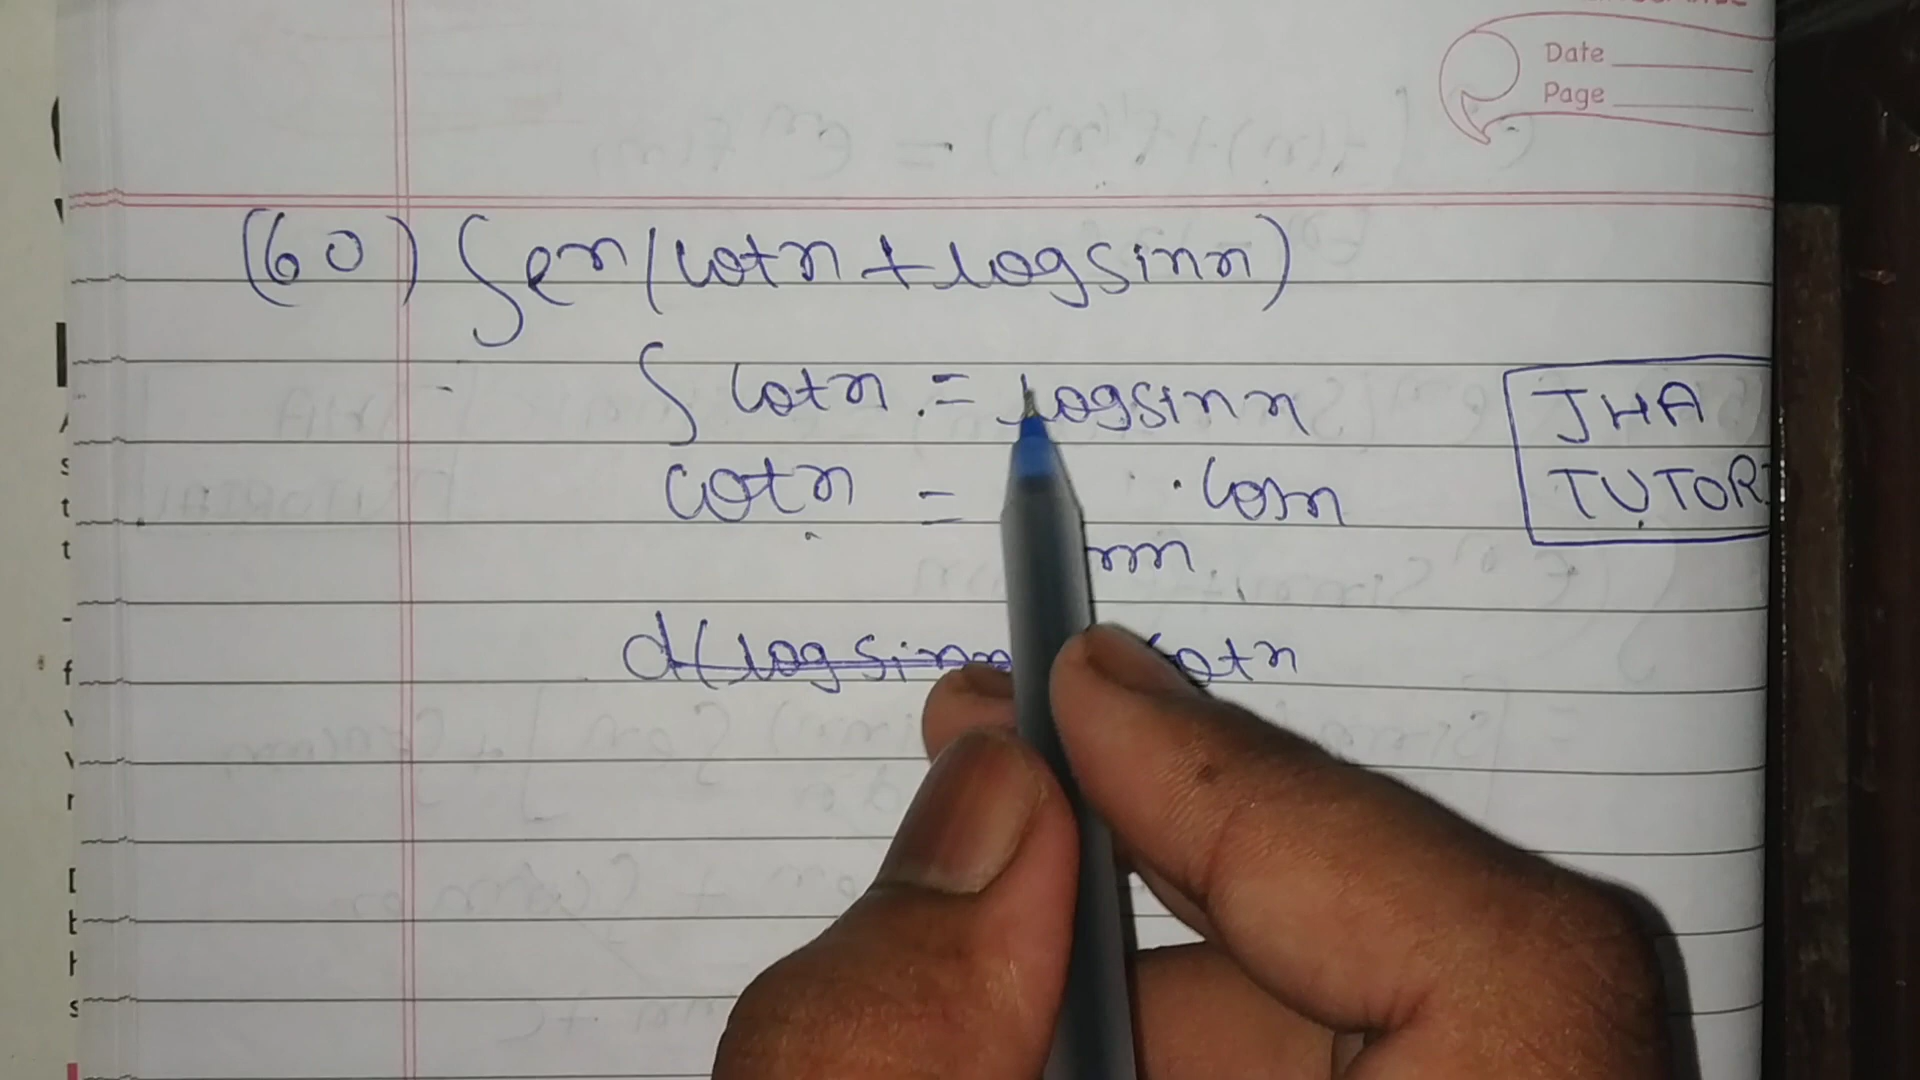 Date
Page
(60) ∫ex(cotx + logsinx)
∫ cotx = logsinx
cotx = cosx
d(logsinx cotx
JHA
TUTOR